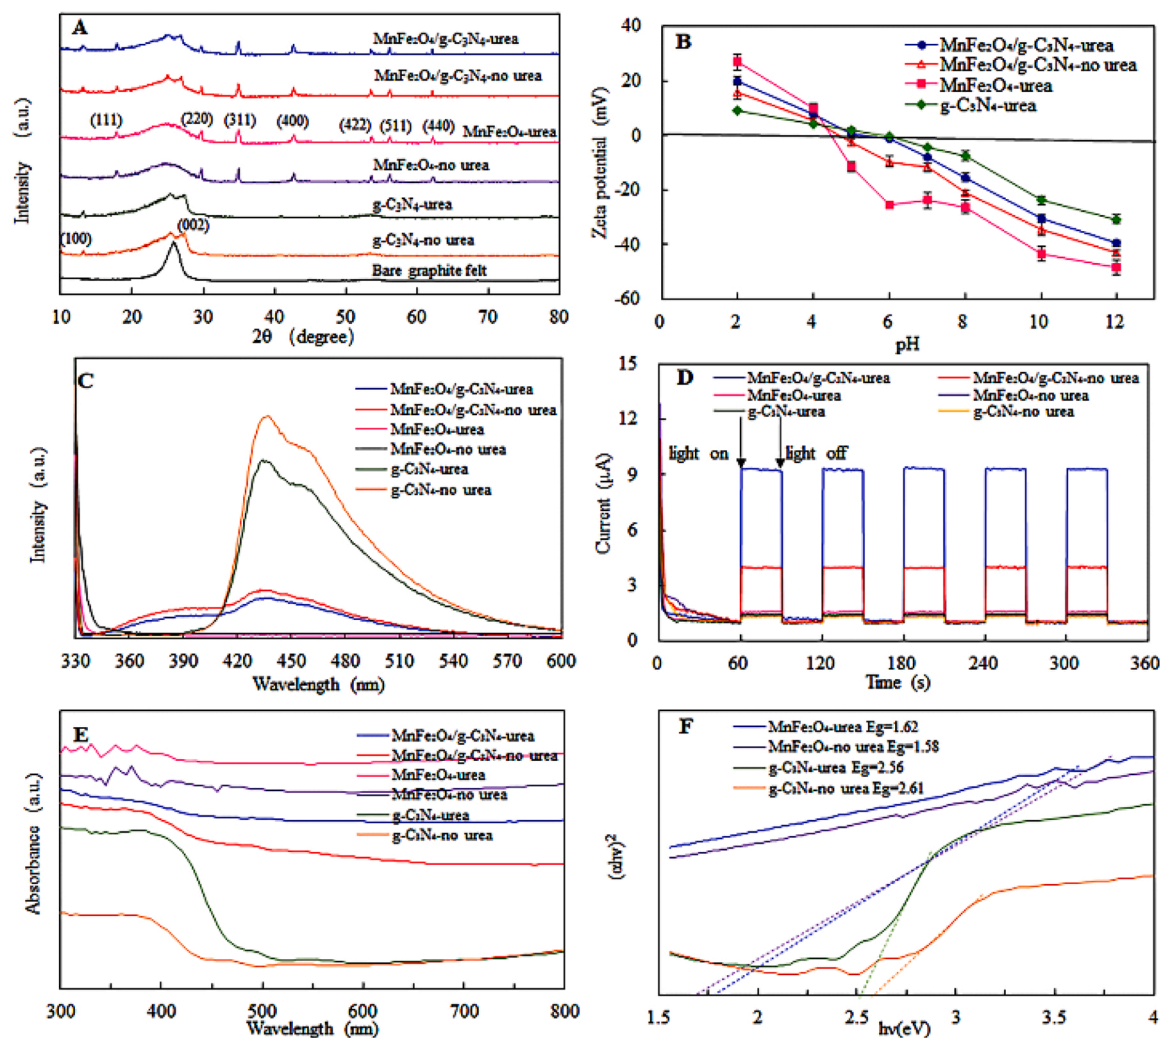 A
MnFe₂O₄/g-C₃N₄-urea
MnFe₂O₄/g-C₃N₄-no urea
(111)
(220)
(311)
(400)
(422)
(511)
(440)
MnFe₂O₄-urea
MnFe₂O₄-no urea
g-C₃N₄-urea
(100)
(002)
g-C₃N₄-no urea
Bare graphite felt
Intensity (a.u.)
10 20 30 40 50 60 70 80
2θ (degree)
B
MnFe₂O₄/g-C₃N₄-urea
MnFe₂O₄/g-C₃N₄-no urea
MnFe₂O₄-urea
g-C₃N₄-urea
Zeta potential (mV)
40
20
0
-20
-40
-60
0 2 4 6 8 10 12
pH
C
MnFe₂O₄/g-C₃N₄-urea
MnFe₂O₄/g-C₃N₄-no urea
MnFe₂O₄-urea
MnFe₂O₄-no urea
g-C₃N₄-urea
g-C₃N₄-no urea
Intensity (a.u.)
330 360 390 420 450 480 510 540 570 600
Wavelength (nm)
D
MnFe₂O₄/g-C₃N₄-urea
MnFe₂O₄/g-C₃N₄-no urea
MnFe₂O₄-urea
MnFe₂O₄-no urea
g-C₃N₄-urea
g-C₃N₄-no urea
light on
light off
Current (μA)
15
12
9
6
3
0
0 60 120 180 240 300 360
Time (s)
E
MnFe₂O₄/g-C₃N₄-urea
MnFe₂O₄/g-C₃N₄-no urea
MnFe₂O₄-urea
MnFe₂O₄-no urea
g-C₃N₄-urea
g-C₃N₄-no urea
Absorbance (a.u.)
300 400 500 600 700 800
Wavelength (nm)
F
MnFe₂O₄-urea Eg=1.62
MnFe₂O₄-no urea Eg=1.58
g-C₃N₄-urea Eg=2.56
g-C₃N₄-no urea Eg=2.61
(αhν)²
1.5 2 2.5 3 3.5 4
hν(eV)